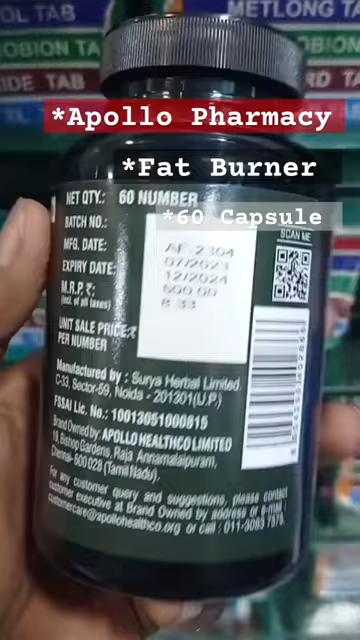 TOL TAB
METLONG TAB
OBION
OBION TAB
IDE TAB
RD TAB
*Apollo Pharmacy
*Fat Burner
*60 Capsule
NET QTY.: 60 NUMBER
BATCH NO.: AF 2304
MFG. DATE: 07/2023
EXPIRY DATE: 12/2024
M.R.P. ₹: 500.00
(incl. of all taxes)
UNIT SALE PRICE:₹ 8.33
PER NUMBER
SCAN ME
Manufactured by : Surya Herbal Limited.
C-33, Sector-59, Noida - 201301(U.P.)
FSSAI Lic. No.: 10013051000815
Brand Owned by: APOLLO HEALTHCO LIMITED
19, Bishop Gardens, Raja Annamalaipuram,
Chennai-600 028 (Tamil Nadu).
For any customer query and suggestions, please contact
customer executive at Brand Owned by address or e-mail :
customercare@apollohealthco.org or call : 011-3083 7875.